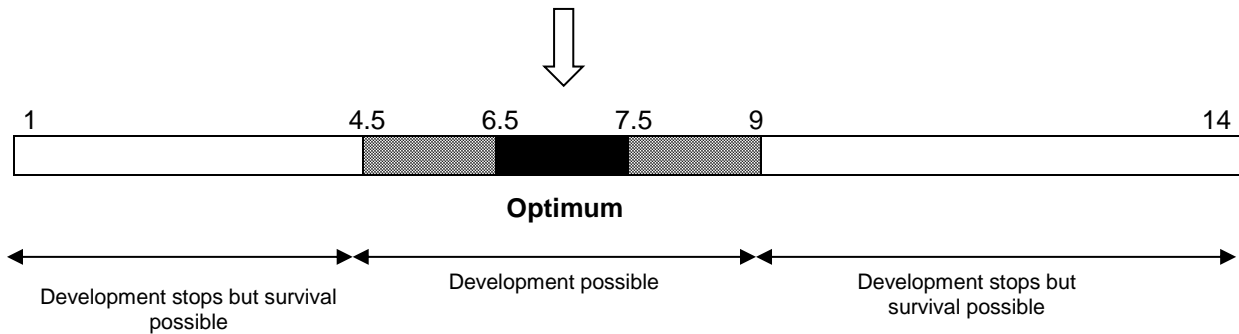 1 4.5 6.5 7.5 9 14
Optimum
Development stops but survival
possible
Development possible
Development stops but
survival possible